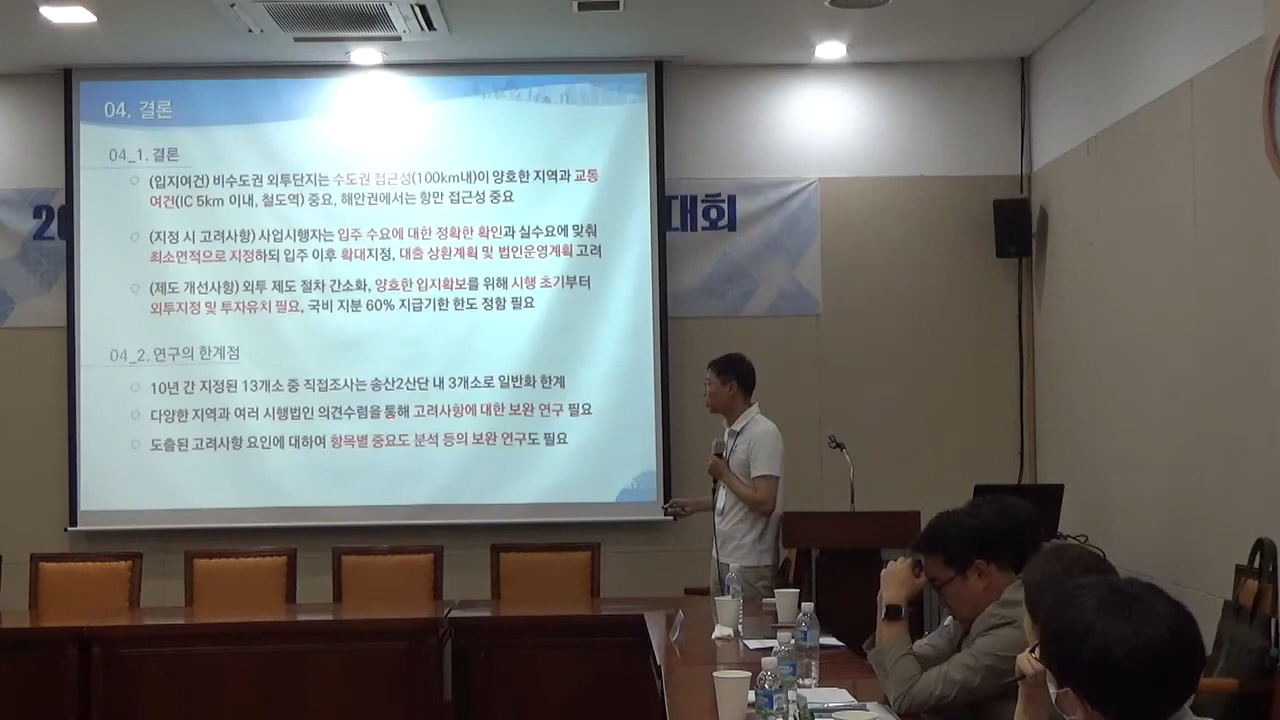 04. 결론
04_1. 결론
(입지여건) 비수도권 외투단지는 수도권 접근성(100km내)이 양호한 지역과 교통
여건(IC 5km 이내, 철도역) 중요, 해안권에서는 항만 접근성 중요
(지정 시 고려사항) 사업시행자는 입주 수요에 대한 정확한 확인과 실수요에 맞춰
최소면적으로 지정하되 입주 이후 확대지정, 대출 상환계획 및 법인운영계획 고려
(제도 개선사항) 외투 제도 절차 간소화, 양호한 입지확보를 위해 시행 초기부터
외투지정 및 투자유치 필요, 국비 지분 60% 지급기한 한도 정함 필요
04_2. 연구의 한계점
10년 간 지정된 13개소 중 직접조사는 송산2산단 내 3개소로 일반화 한계
다양한 지역과 여러 시행법인 의견수렴을 통해 고려사항에 대한 보완 연구 필요
도출된 고려사항 요인에 대하여 항목별 중요도 분석 등의 보완 연구도 필요
20
대회